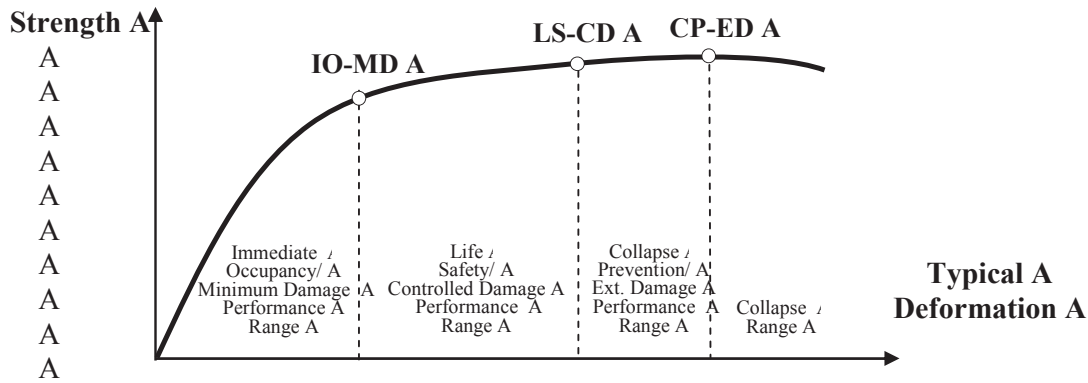 Strength A
A
A
A
A
A
A
A
A
A
A
IO-MD A
LS-CD A
CP-ED A
Immediate A
Occupancy/ A
Minimum Damage A
Performance A
Range A
Life A
Safety/ A
Controlled Damage A
Performance A
Range A
Collapse A
Prevention/ A
Ext. Damage A
Performance A
Range A
Collapse A
Range A
Typical A
Deformation A